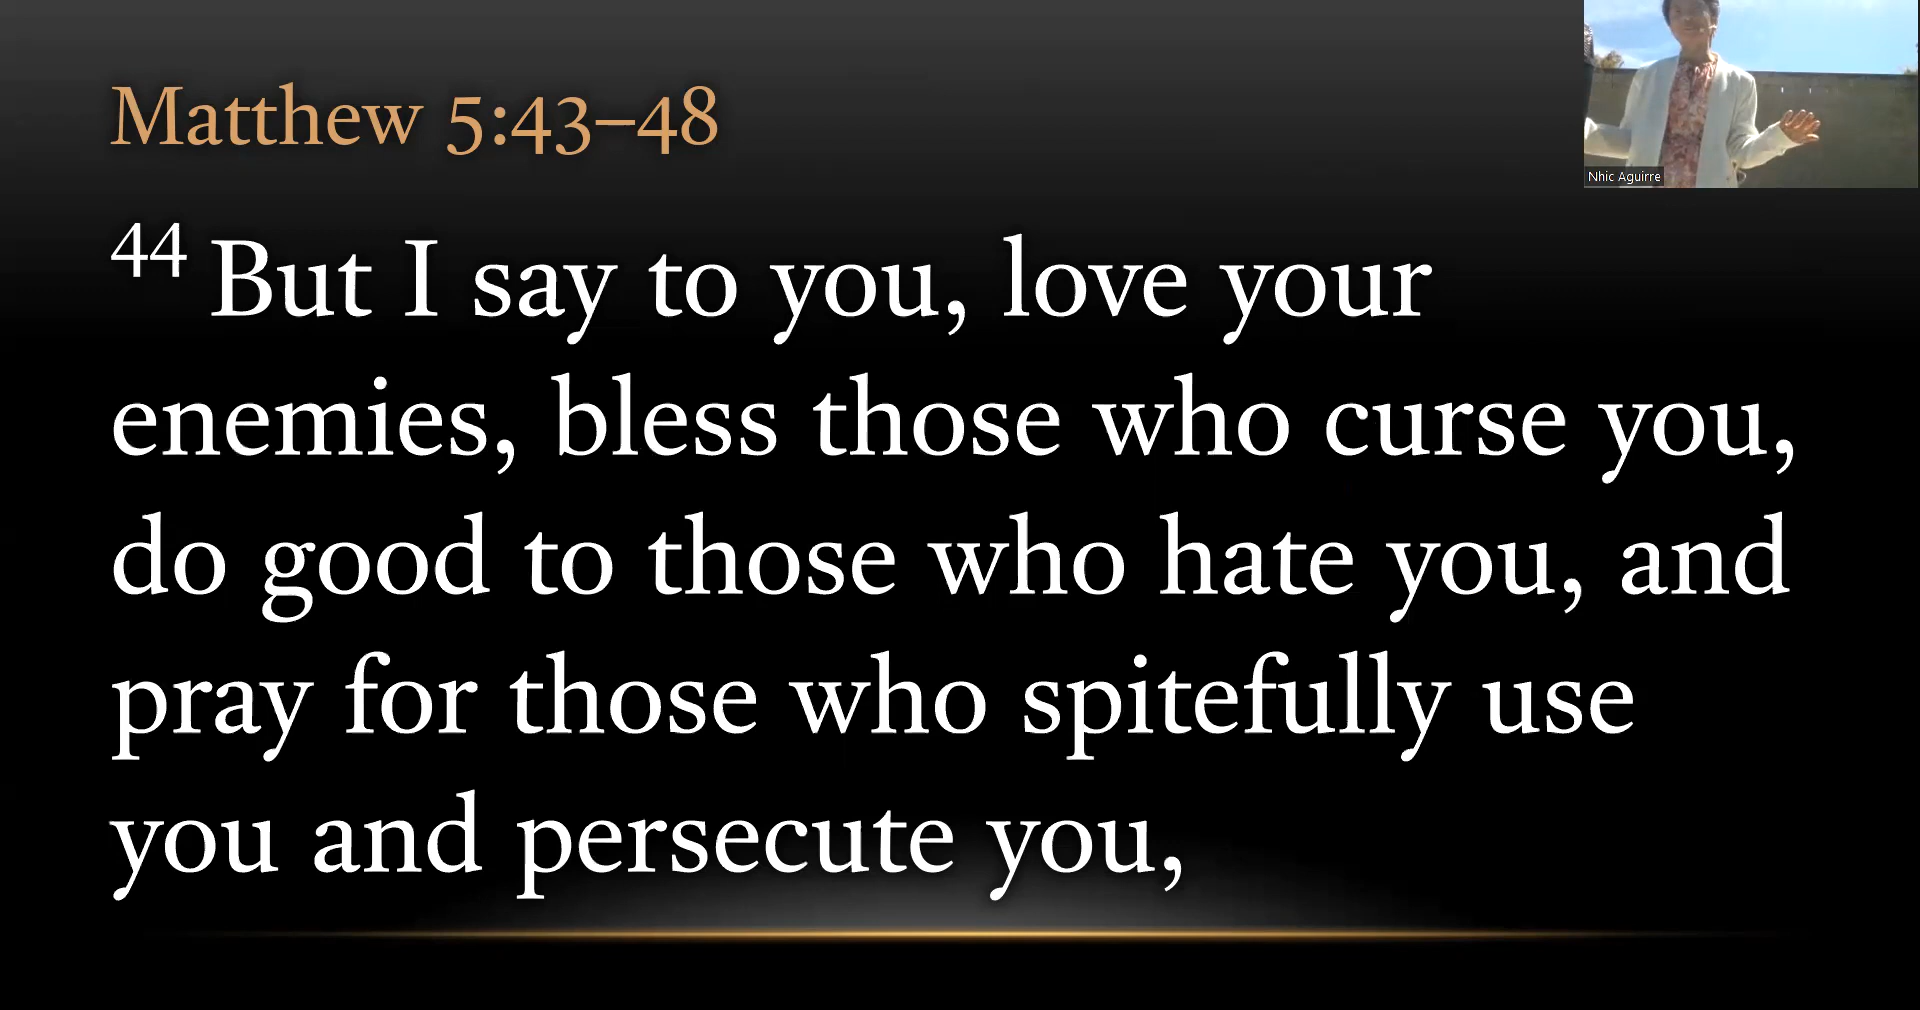 Matthew 5:43–48
Nhic Aguirre
44 But I say to you, love your
enemies, bless those who curse you,
do good to those who hate you, and
pray for those who spitefully use
you and persecute you,